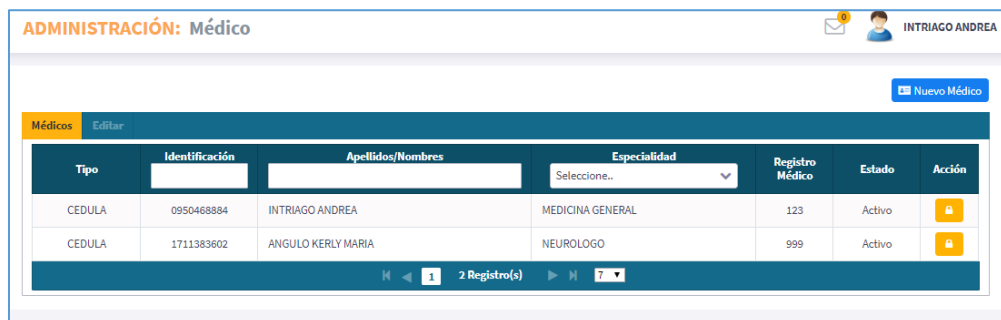 ADMINISTRACIÓN: Médico
0
INTRIAGO ANDREA
Nuevo Médico
Médicos Editar
Tipo Identificación Apellidos/Nombres Especialidad Registro Médico Estado Acción
Seleccione..
CEDULA 0950468884 INTRIAGO ANDREA MEDICINA GENERAL 123 Activo
CEDULA 1711383602 ANGULO KERLY MARIA NEUROLOGO 999 Activo
1 2 Registro(s) 7